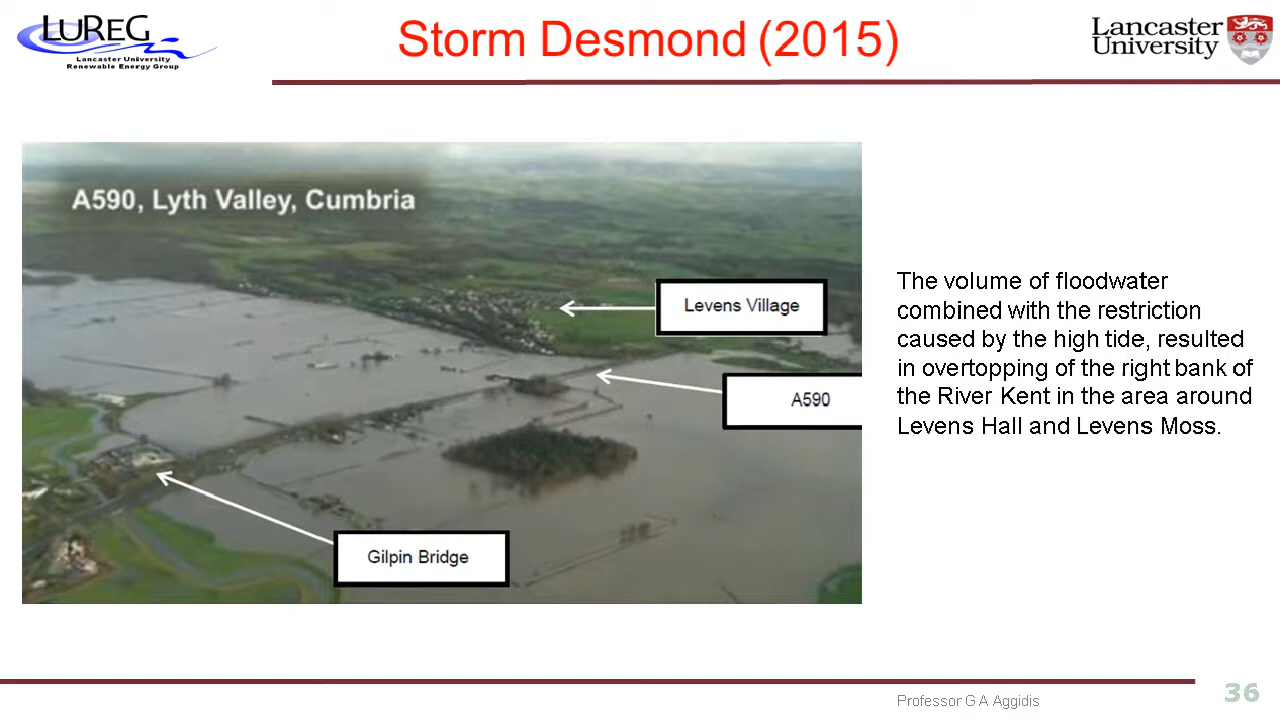 LUREG
Lancaster University
Renewable Energy Group
Storm Desmond (2015)
Lancaster
University
A590, Lyth Valley, Cumbria
Levens Village
A590
Gilpin Bridge
The volume of floodwater
combined with the restriction
caused by the high tide, resulted
in overtopping of the right bank of
the River Kent in the area around
Levens Hall and Levens Moss.
Professor G A Aggidis
36